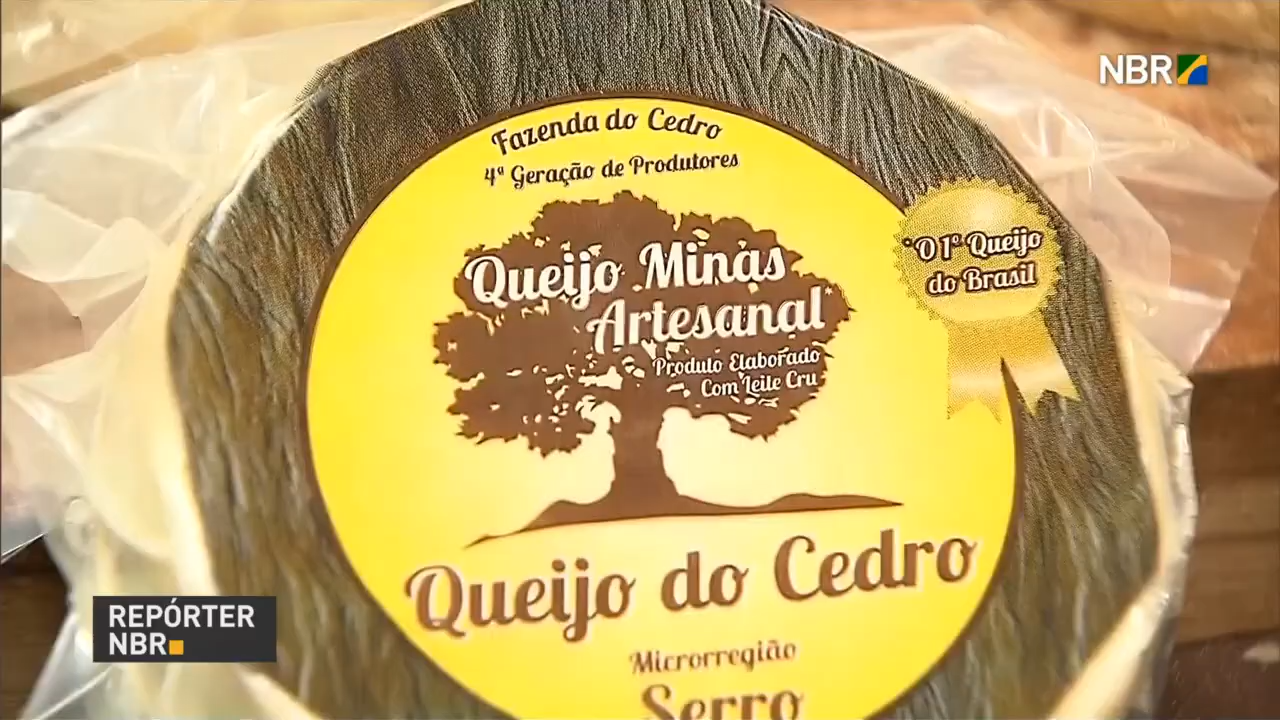 NBR
Fazenda do Cedro
4ª Geração de Produtores
Queijo Minas
Artesanal*
Produto Elaborado
Com Leite Cru
*O 1º Queijo
do Brasil
Queijo do Cedro
Microrregião
Serro
REPÓRTER
NBR